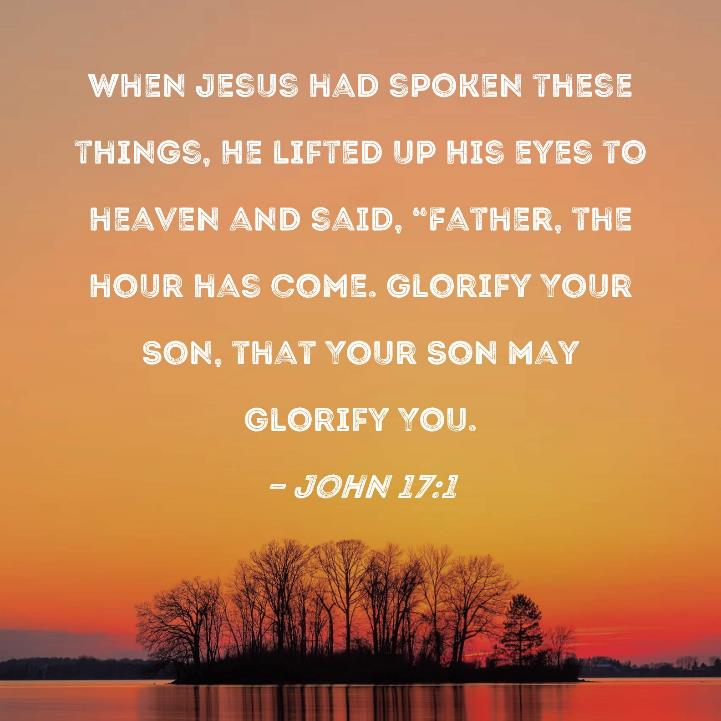 WHEN JESUS HAD SPOKEN THESE
THINGS, HE LIFTED UP HIS EYES TO
HEAVEN AND SAID, “FATHER, THE
HOUR HAS COME. GLORIFY YOUR
SON, THAT YOUR SON MAY
GLORIFY YOU.
– JOHN 17:1